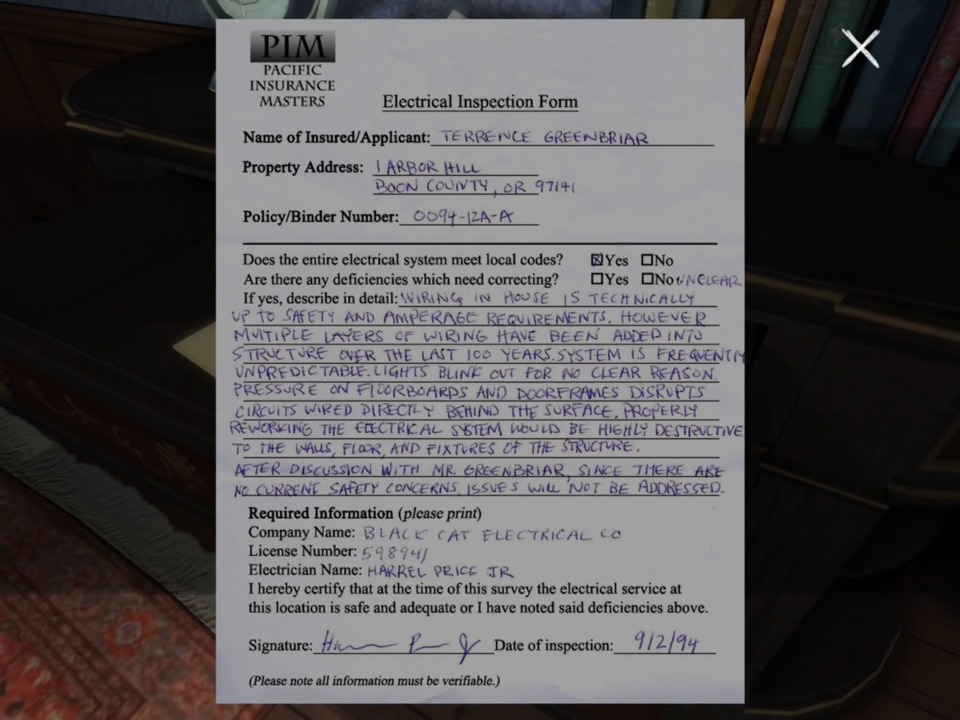 PIM
PACIFIC
INSURANCE
MASTERS
Electrical Inspection Form
Name of Insured/Applicant: TERRENCE GREENBRIAR
Property Address: 1 ARBOR HILL
BOON COUNTY, OR 97141
Policy/Binder Number: 0094-12A-A
Does the entire electrical system meet local codes? ☒Yes ☐No
Are there any deficiencies which need correcting? ☐Yes ☐No UNCLEAR
If yes, describe in detail: WIRING IN HOUSE IS TECHNICALLY
UP TO SAFETY AND AMPERAGE REQUIREMENTS. HOWEVER
MULTIPLE LAYERS OF WIRING HAVE BEEN ADDED INTO
STRUCTURE OVER THE LAST 100 YEARS. SYSTEM IS FREQUENTLY
UNPREDICTABLE. LIGHTS BLINK OUT FOR NO CLEAR REASON.
PRESSURE ON FLOORBOARDS AND DOORFRAMES DISRUPTS
CIRCUITS WIRED DIRECTLY BEHIND THE SURFACE. PROPERLY
REWORKING THE ELECTRICAL SYSTEM WOULD BE HIGHLY DESTRUCTIVE
TO THE WALLS, FLOOR, AND FIXTURES OF THE STRUCTURE.
AFTER DISCUSSION WITH MR. GREENBRIAR, SINCE THERE ARE
NO CURRENT SAFETY CONCERNS, ISSUES WILL NOT BE ADDRESSED.
Required Information (please print)
Company Name: BLACK CAT ELECTRICAL CO
License Number: 598941
Electrician Name: HARREL PRICE JR
I hereby certify that at the time of this survey the electrical service at
this location is safe and adequate or I have noted said deficiencies above.
Signature: Date of inspection: 9/2/94
(Please note all information must be verifiable.)